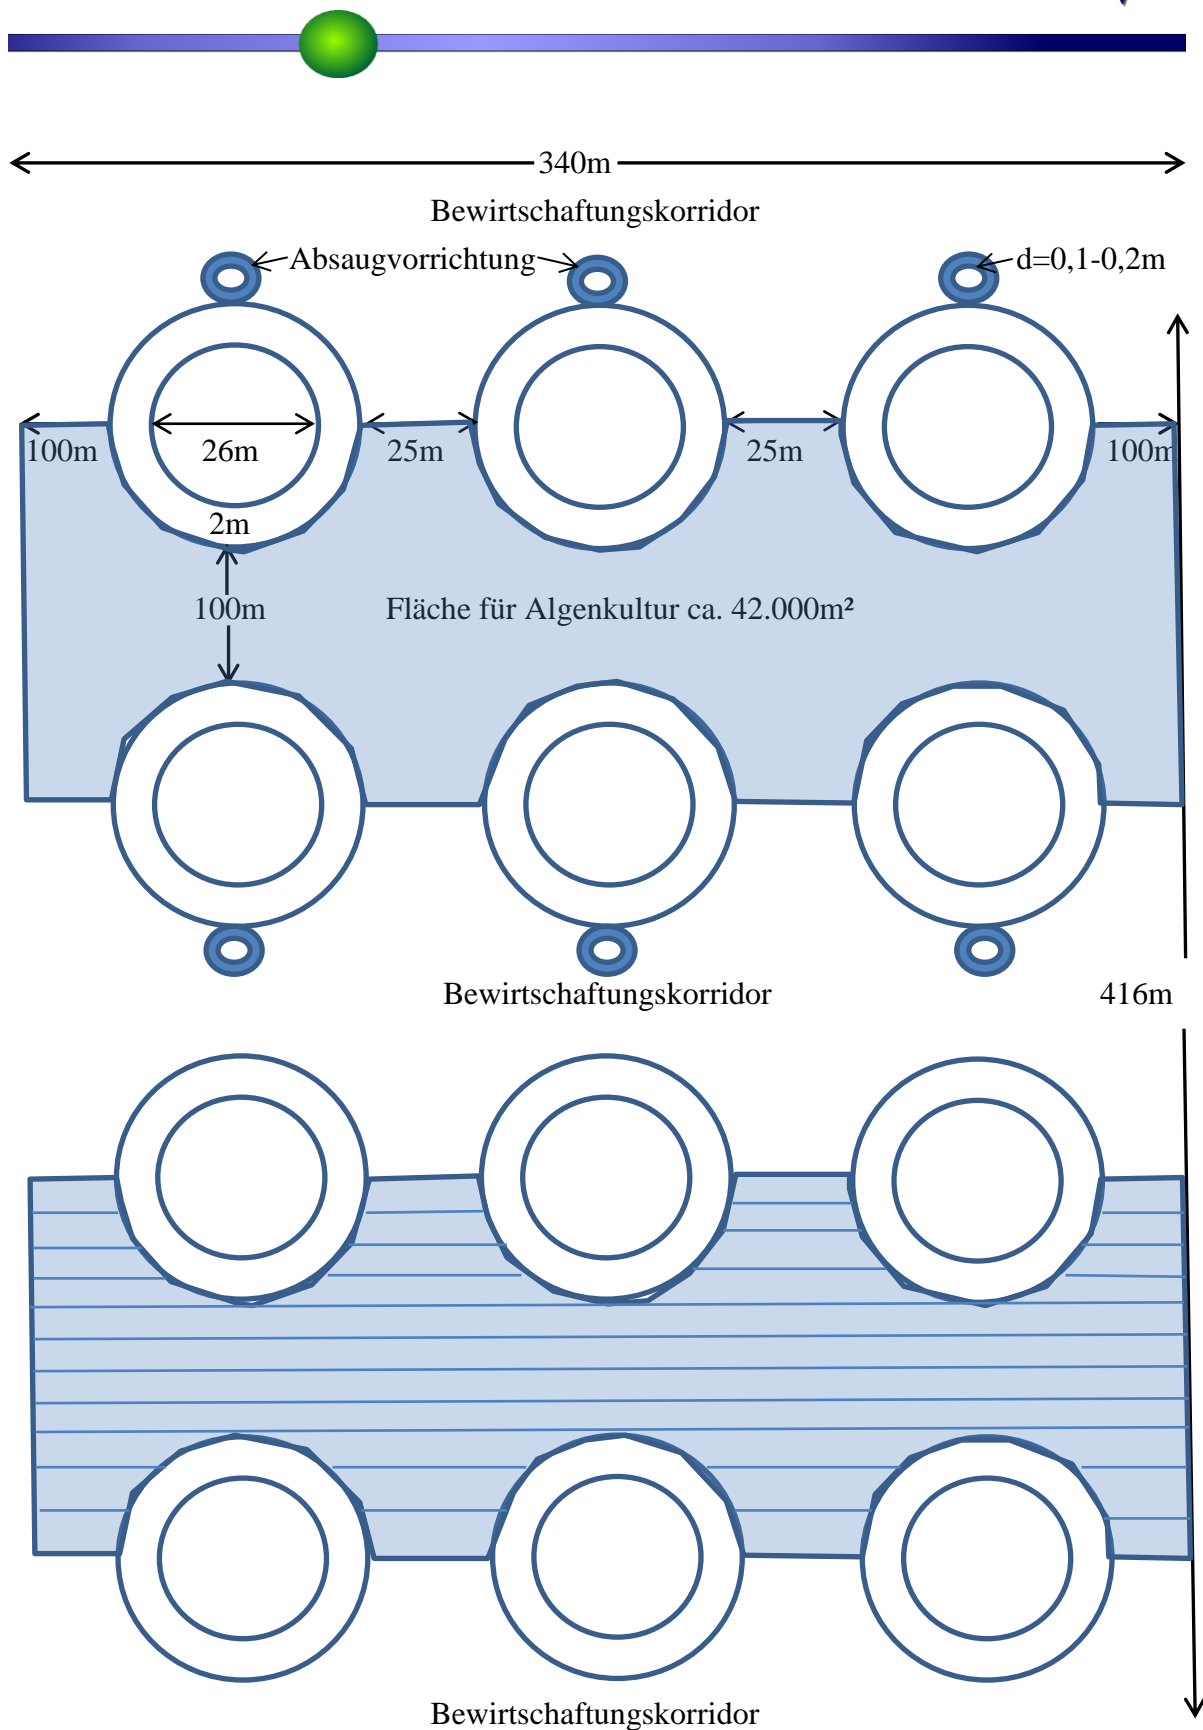 340m
Bewirtschaftungskorridor
Absaugvorrichtung
d=0,1-0,2m
100m
26m
25m
25m
100m
2m
100m
Fläche für Algenkultur ca. 42.000m²
Bewirtschaftungskorridor
416m
Bewirtschaftungskorridor